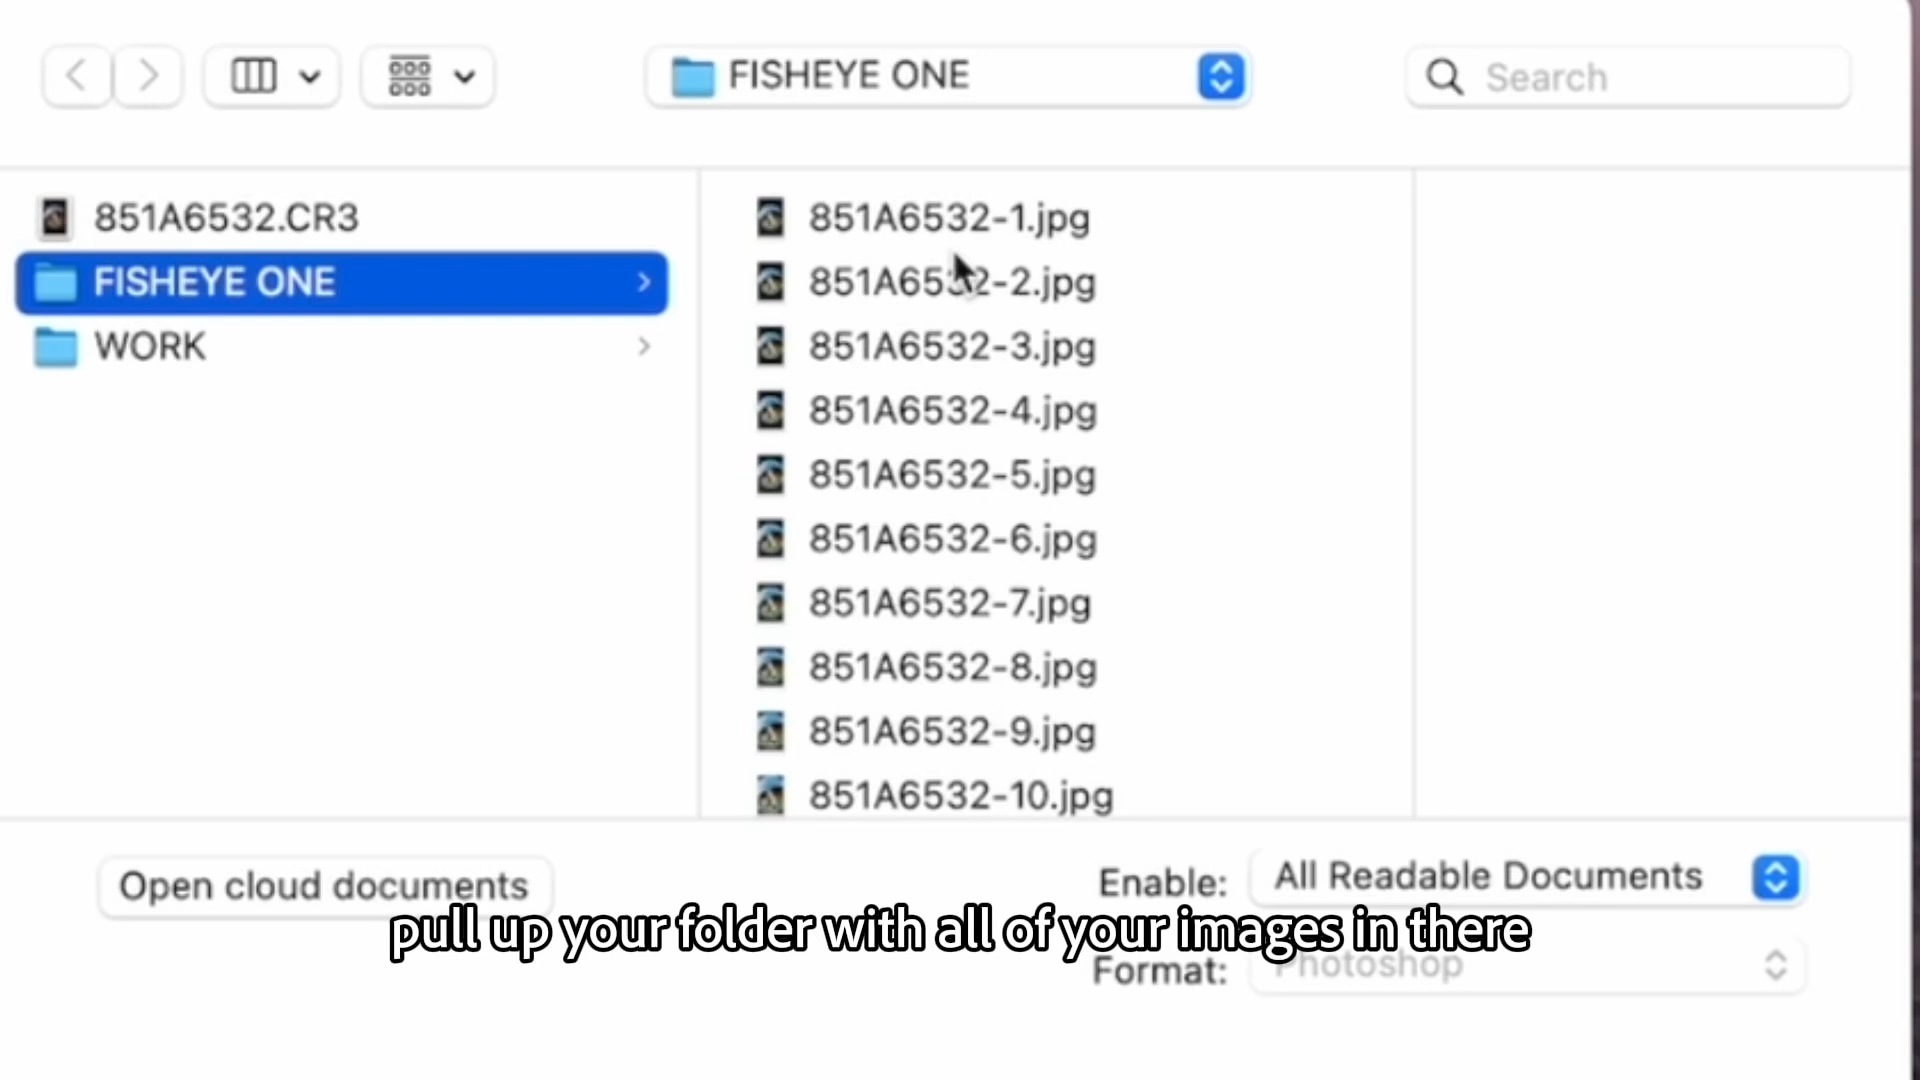 FISHEYE ONE
Search
851A6532.CR3
FISHEYE ONE
WORK
851A6532-1.jpg
851A6532-2.jpg
851A6532-3.jpg
851A6532-4.jpg
851A6532-5.jpg
851A6532-6.jpg
851A6532-7.jpg
851A6532-8.jpg
851A6532-9.jpg
851A6532-10.jpg
Open cloud documents
Enable: All Readable Documents
pull up your folder with all of your images in there
Format: Photoshop